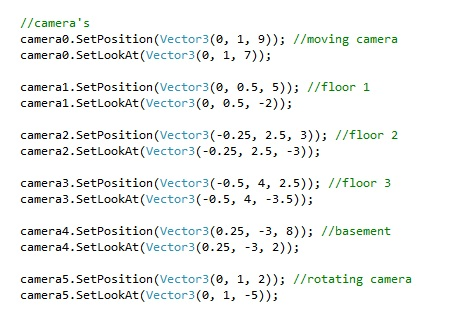 //camera's
camera0.SetPosition(Vector3(0, 1, 9)); //moving camera
camera0.SetLookAt(Vector3(0, 1, 7));
camera1.SetPosition(Vector3(0, 0.5, 5)); //floor 1
camera1.SetLookAt(Vector3(0, 0.5, -2));
camera2.SetPosition(Vector3(-0.25, 2.5, 3)); //floor 2
camera2.SetLookAt(Vector3(-0.25, 2.5, -3));
camera3.SetPosition(Vector3(-0.5, 4, 2.5)); //floor 3
camera3.SetLookAt(Vector3(-0.5, 4, -3.5));
camera4.SetPosition(Vector3(0.25, -3, 8)); //basement
camera4.SetLookAt(Vector3(0.25, -3, 2));
camera5.SetPosition(Vector3(0, 1, 2)); //rotating camera
camera5.SetLookAt(Vector3(0, 1, -5));